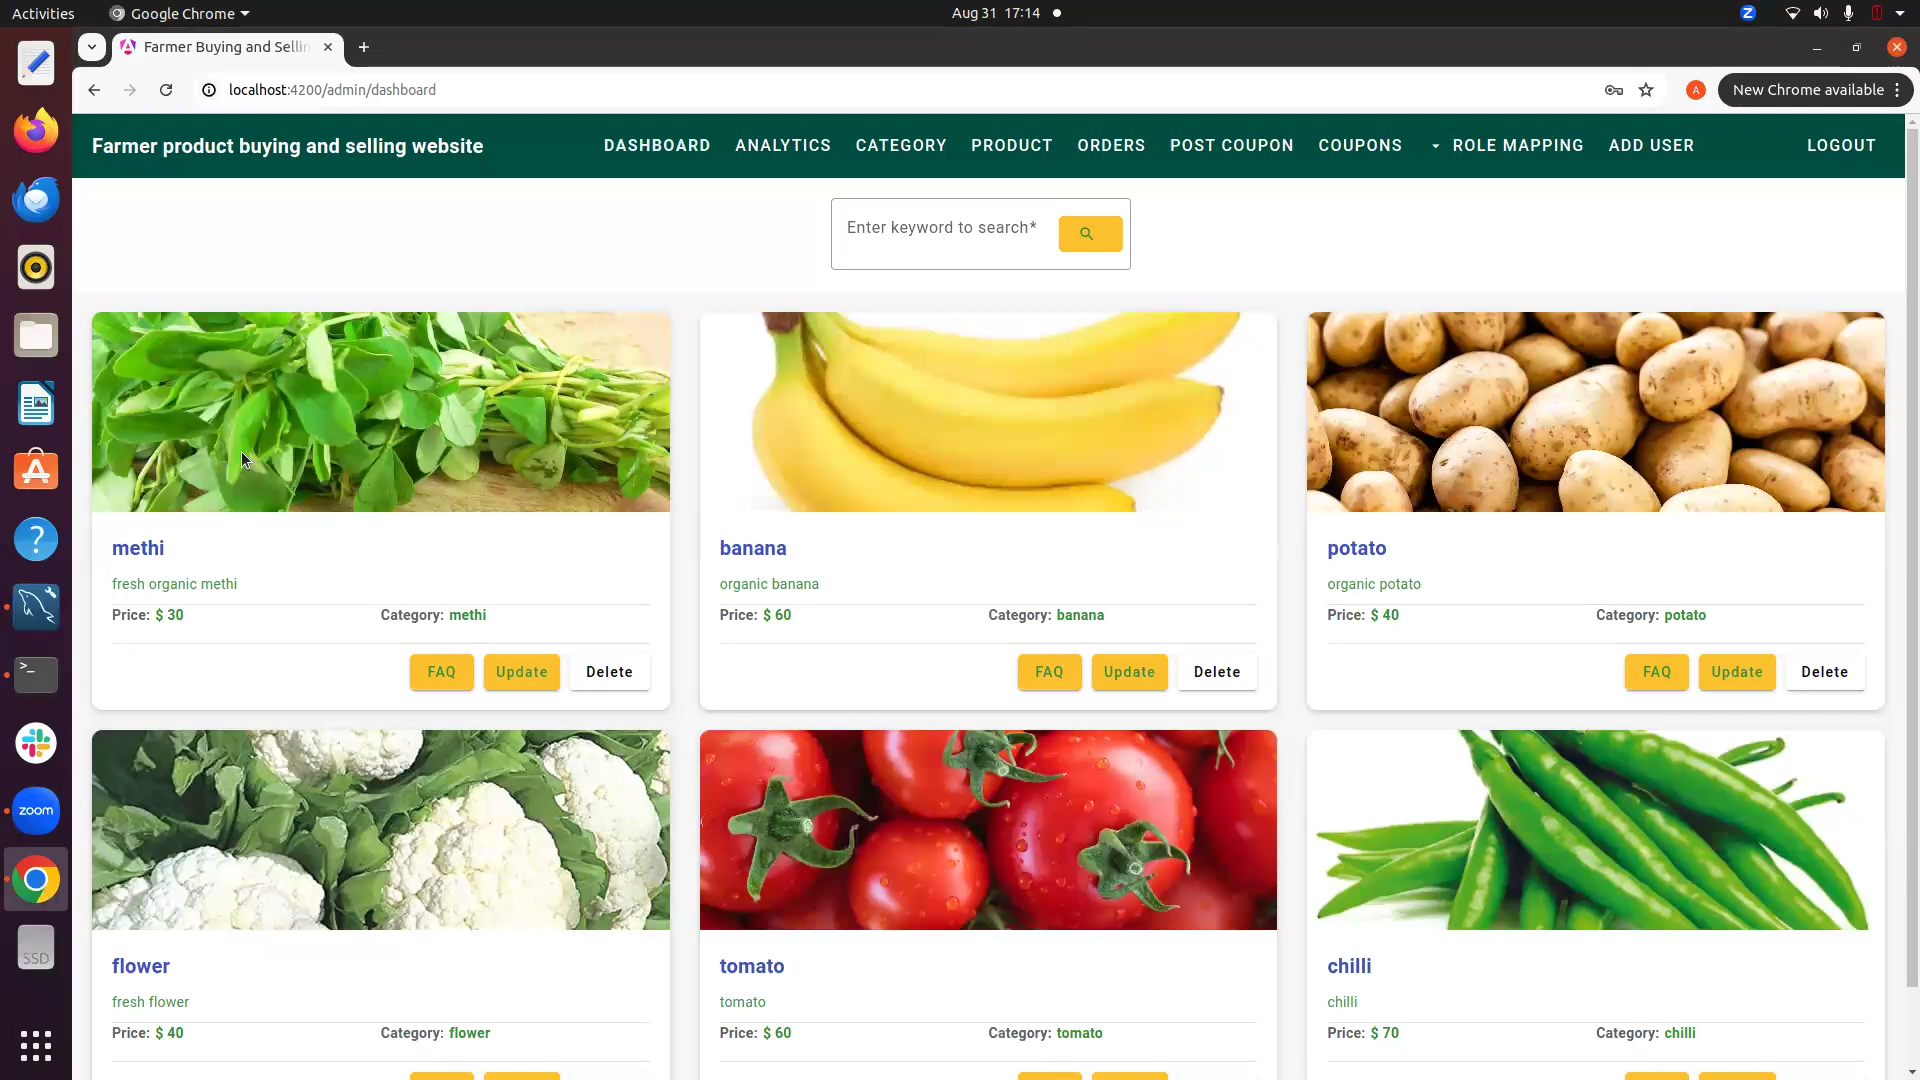 Activities Google Chrome Aug 31 17:14 Z
Farmer Buying and Sellin
localhost:4200/admin/dashboard A New Chrome available
Farmer product buying and selling website DASHBOARD ANALYTICS CATEGORY PRODUCT ORDERS POST COUPON COUPONS ROLE MAPPING ADD USER LOGOUT
Enter keyword to search*
methi banana potato
fresh organic methi organic banana organic potato
Price: $ 30 Category: methi Price: $ 60 Category: banana Price: $ 40 Category: potato
FAQ Update Delete FAQ Update Delete FAQ Update Delete
zoom
SSD
flower tomato chilli
fresh flower tomato chilli
Price: $ 40 Category: flower Price: $ 60 Category: tomato Price: $ 70 Category: chilli